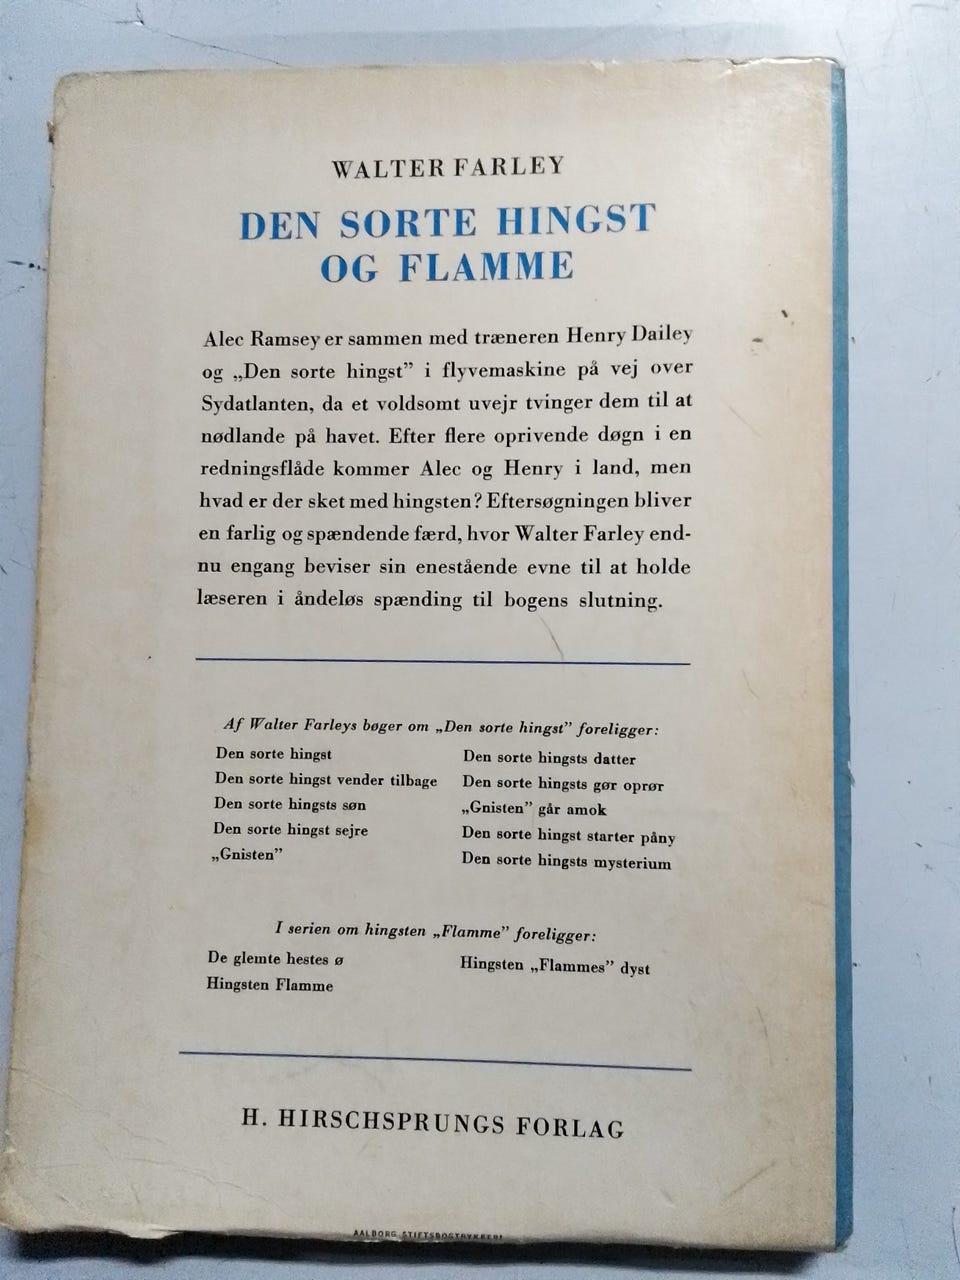 WALTER FARLEY
DEN SORTE HINGST
OG FLAMME
Alec Ramsey er sammen med træneren Henry Dailey
og „Den sorte hingst” i flyvemaskine på vej over
Sydatlanten, da et voldsomt uvejr tvinger dem til at
nødlande på havet. Efter flere oprivende døgn i en
redningsflåde kommer Alec og Henry i land, men
hvad er der sket med hingsten? Eftersøgningen bliver
en farlig og spændende færd, hvor Walter Farley end-
nu engang beviser sin enestående evne til at holde
læseren i åndeløs spænding til bogens slutning.
Af Walter Farleys bøger om „Den sorte hingst” foreligger:
Den sorte hingst
Den sorte hingst vender tilbage
Den sorte hingsts søn
Den sorte hingst sejre
„Gnisten”
Den sorte hingsts datter
Den sorte hingsts gør oprør
„Gnisten” går amok
Den sorte hingst starter påny
Den sorte hingsts mysterium
I serien om hingsten „Flamme” foreligger:
De glemte hestes ø
Hingsten Flamme
Hingsten „Flammes” dyst
H. HIRSCHSPRUNGS FORLAG
AALBORG STIFTSBOGTRYKKERI